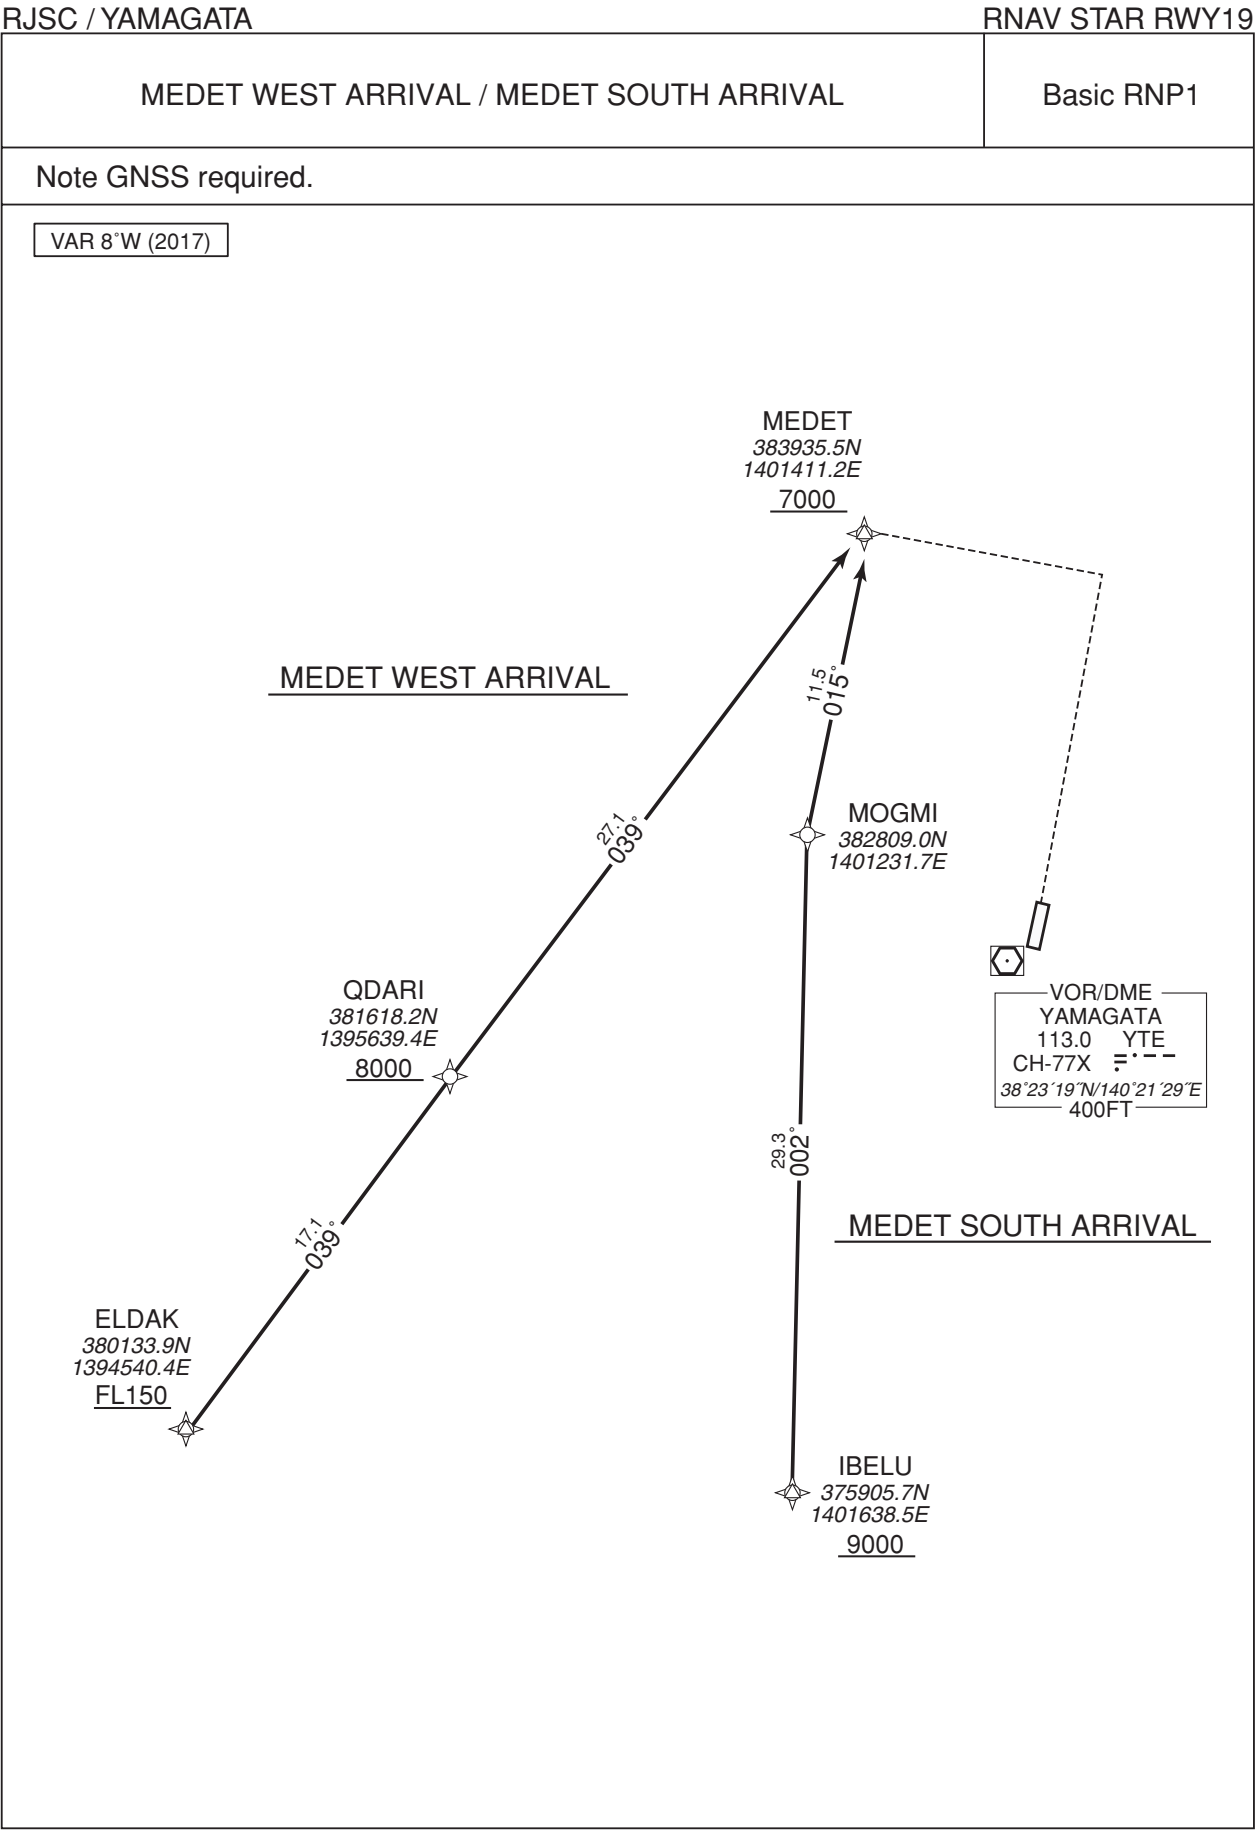 RJSC / YAMAGATA
RNAV STAR RWY19
MEDET WEST ARRIVAL / MEDET SOUTH ARRIVAL
Basic RNP1
Note GNSS required.
VAR 8˚W (2017)
MEDET
383935.5N
1401411.2E
7000
MEDET WEST ARRIVAL
11.5
015˚
MOGMI
382809.0N
1401231.7E
27.1
039˚
QDARI
381618.2N
1395639.4E
8000
VOR/DME
YAMAGATA
113.0 YTE
CH-77X
38˚23´19˝N/140˚21´29˝E
400FT
29.3
002˚
MEDET SOUTH ARRIVAL
17.1
039˚
ELDAK
380133.9N
1394540.4E
FL150
IBELU
375905.7N
1401638.5E
9000